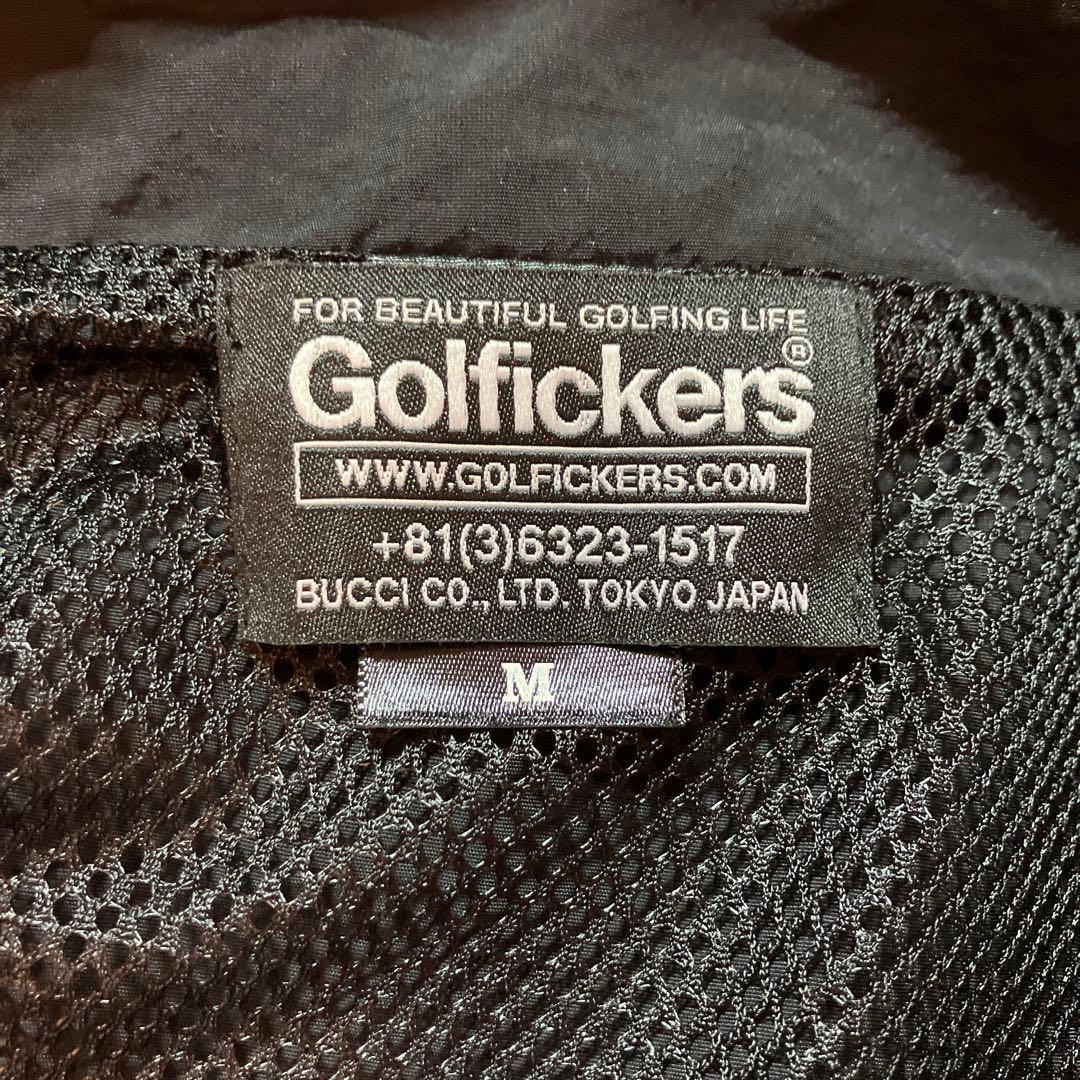 FOR BEAUTIFUL GOLFING LIFE
Golfickers®
WWW.GOLFICKERS.COM
+81(3)6323-1517
BUCCI CO., LTD. TOKYO JAPAN
M